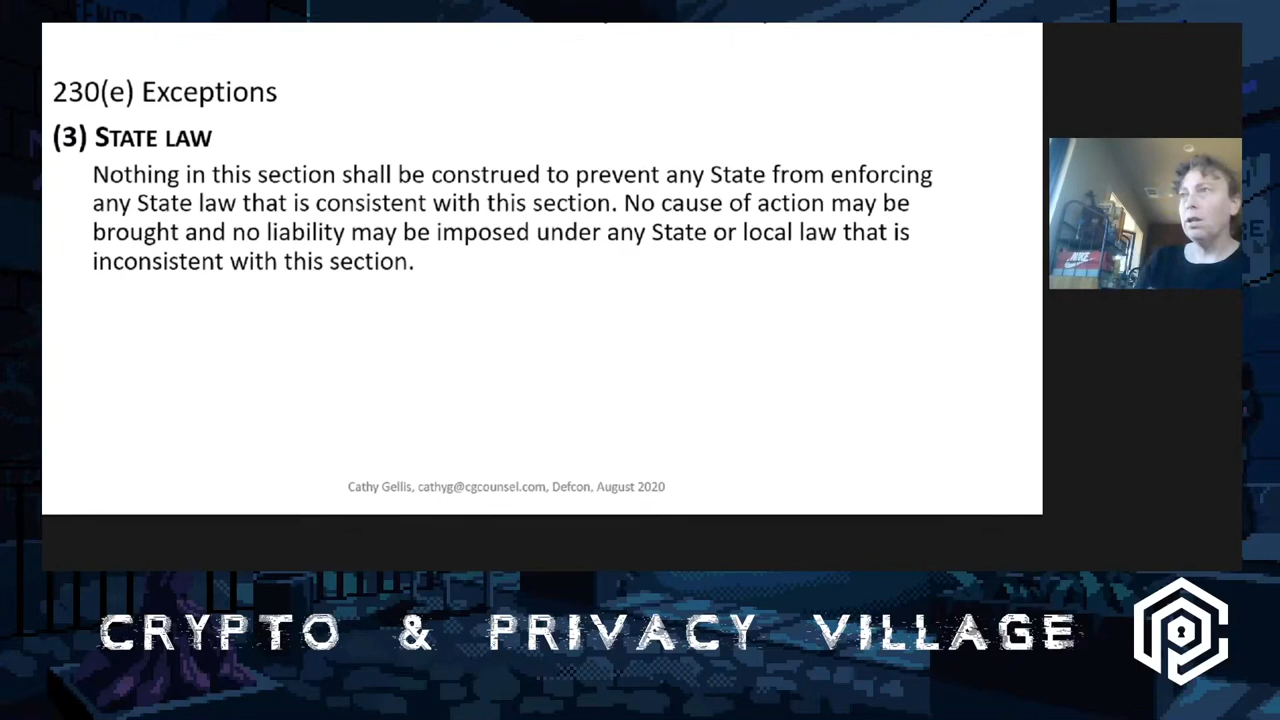 230(e) Exceptions
(3) STATE LAW
Nothing in this section shall be construed to prevent any State from enforcing
any State law that is consistent with this section. No cause of action may be
brought and no liability may be imposed under any State or local law that is
inconsistent with this section.
Cathy Gellis, cathyg@cgcounsel.com, Defcon, August 2020
NIKE
CRYPTO & PRIVACY VILLAGE